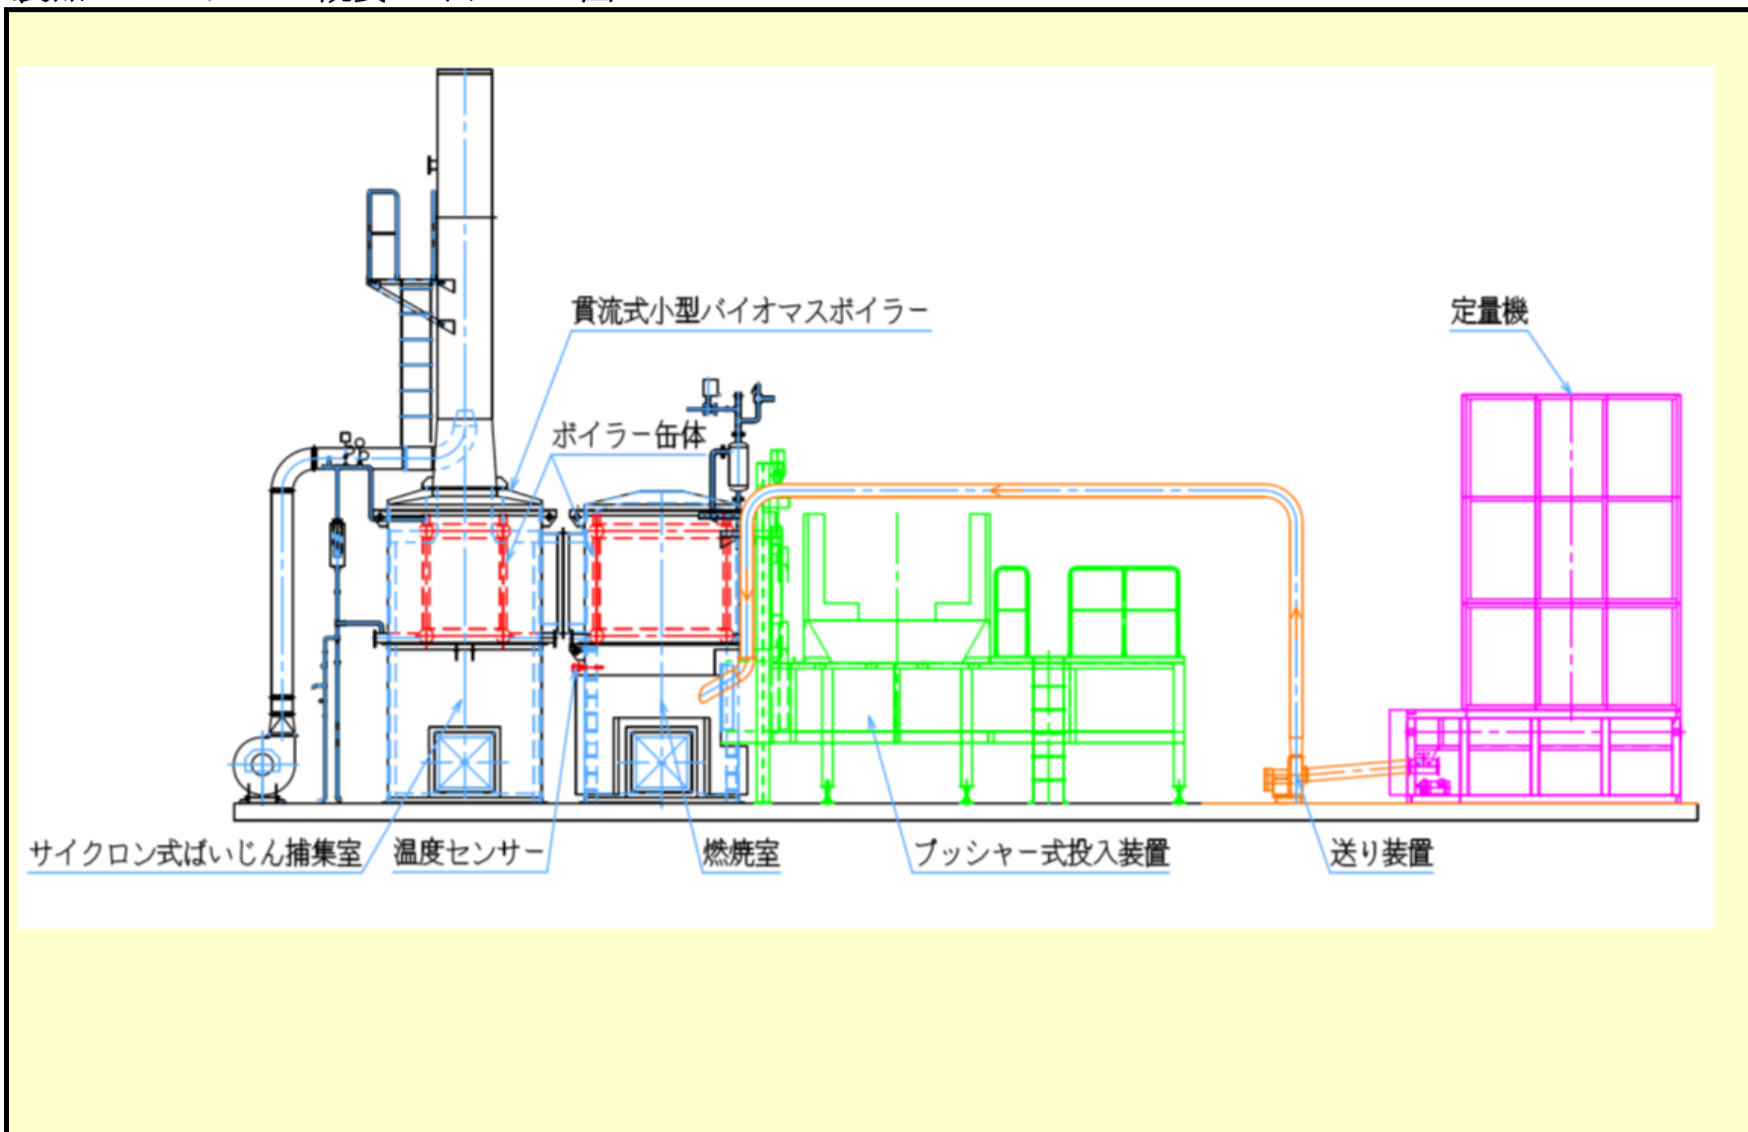 貫流式小型バイオマスボイラー
定量機
ボイラー缶体
サイクロン式ばいじん捕集室
温度センサー
燃焼室
プッシャー式投入装置
送り装置